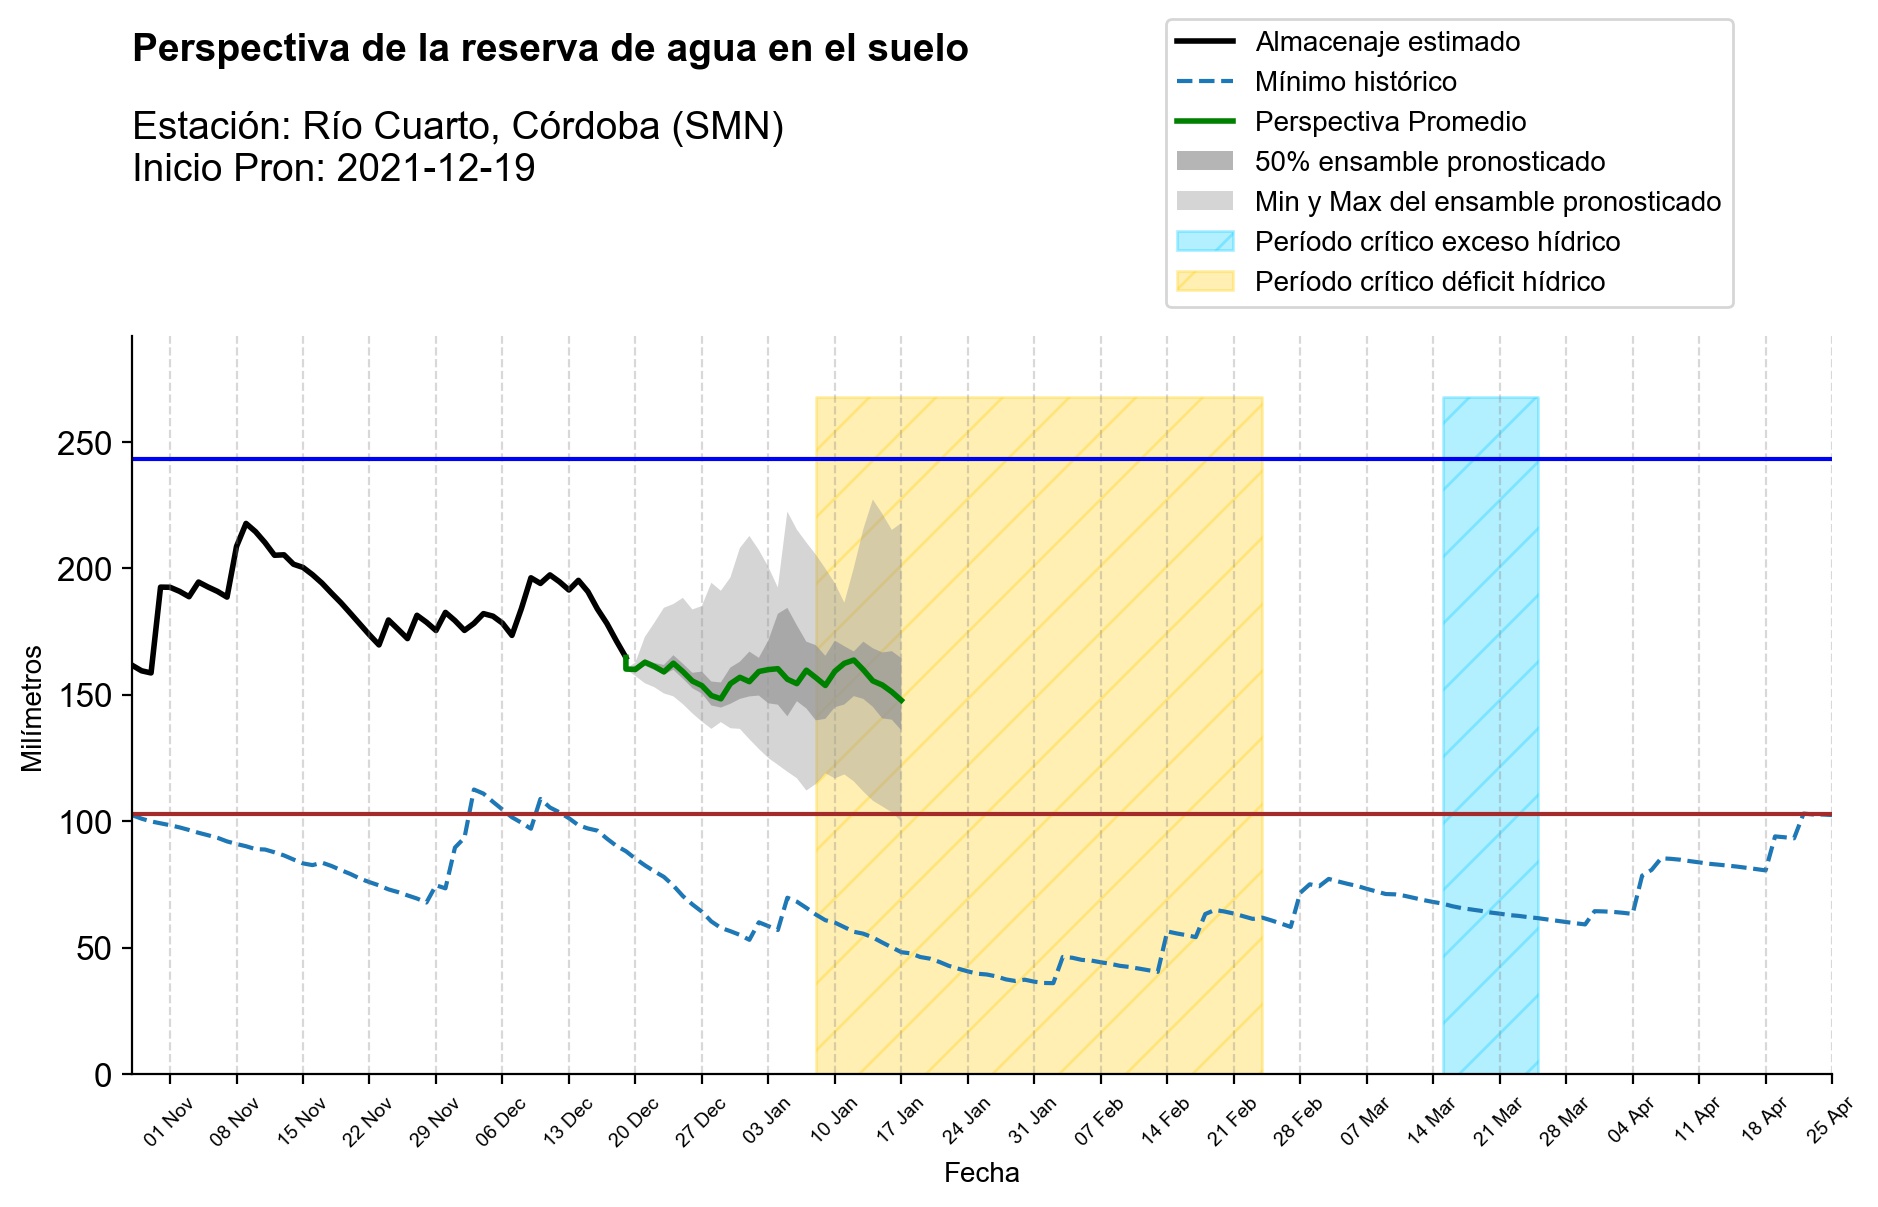 Perspectiva de la reserva de agua en el suelo
Estación: Río Cuarto, Córdoba (SMN)
Inicio Pron: 2021-12-19
Almacenaje estimado
Mínimo histórico
Perspectiva Promedio
50% ensamble pronosticado
Min y Max del ensamble pronosticado
Período crítico exceso hídrico
Período crítico déficit hídrico
Milímetros
250
200
150
100
50
0
01 Nov
08 Nov
15 Nov
22 Nov
29 Nov
06 Dec
13 Dec
20 Dec
27 Dec
03 Jan
10 Jan
17 Jan
24 Jan
31 Jan
07 Feb
14 Feb
21 Feb
28 Feb
07 Mar
14 Mar
21 Mar
28 Mar
04 Apr
11 Apr
18 Apr
25 Apr
Fecha